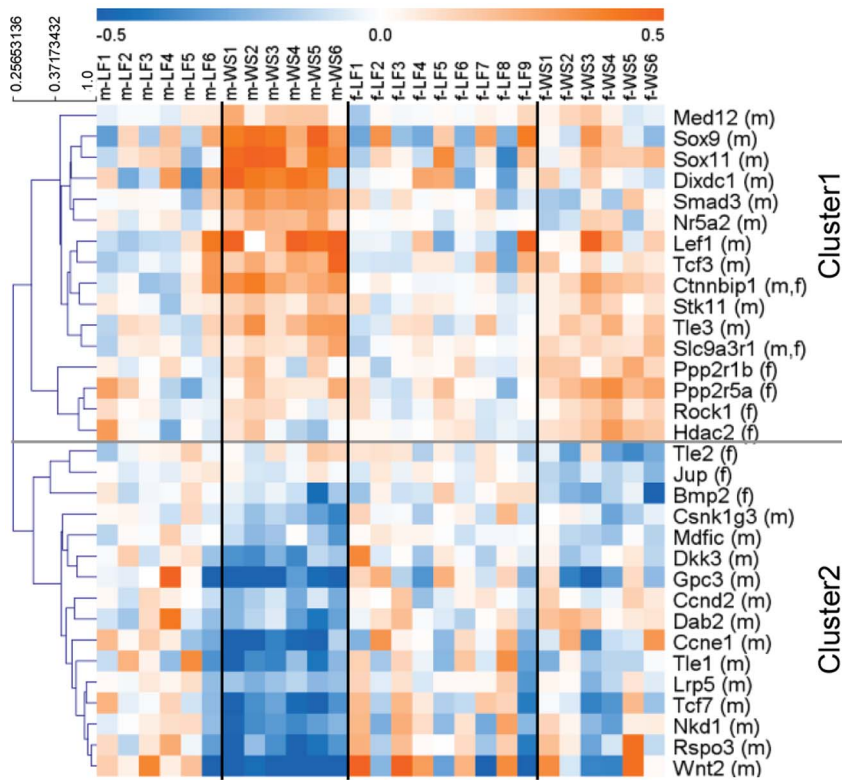 -0.5 0.0 0.5
0.25653136
0.37173432
1.0
m-LF1
m-LF2
m-LF3
m-LF4
m-LF5
m-LF6
m-WS1
m-WS2
m-WS3
m-WS4
m-WS5
m-WS6
f-LF1
f-LF2
f-LF3
f-LF4
f-LF5
f-LF6
f-LF7
f-LF8
f-LF9
f-WS1
f-WS2
f-WS3
f-WS4
f-WS5
f-WS6
Med12 (m)
Sox9 (m)
Sox11 (m)
Dixdc1 (m)
Smad3 (m)
Nr5a2 (m)
Lef1 (m)
Tcf3 (m)
Ctnnbip1 (m,f)
Stk11 (m)
Tle3 (m)
Slc9a3r1 (m,f)
Ppp2r1b (f)
Ppp2r5a (f)
Rock1 (f)
Hdac2 (f)
Cluster1
Tle2 (f)
Jup (f)
Bmp2 (f)
Csnk1g3 (m)
Mdfic (m)
Dkk3 (m)
Gpc3 (m)
Ccnd2 (m)
Dab2 (m)
Ccne1 (m)
Tle1 (m)
Lrp5 (m)
Tcf7 (m)
Nkd1 (m)
Rspo3 (m)
Wnt2 (m)
Cluster2